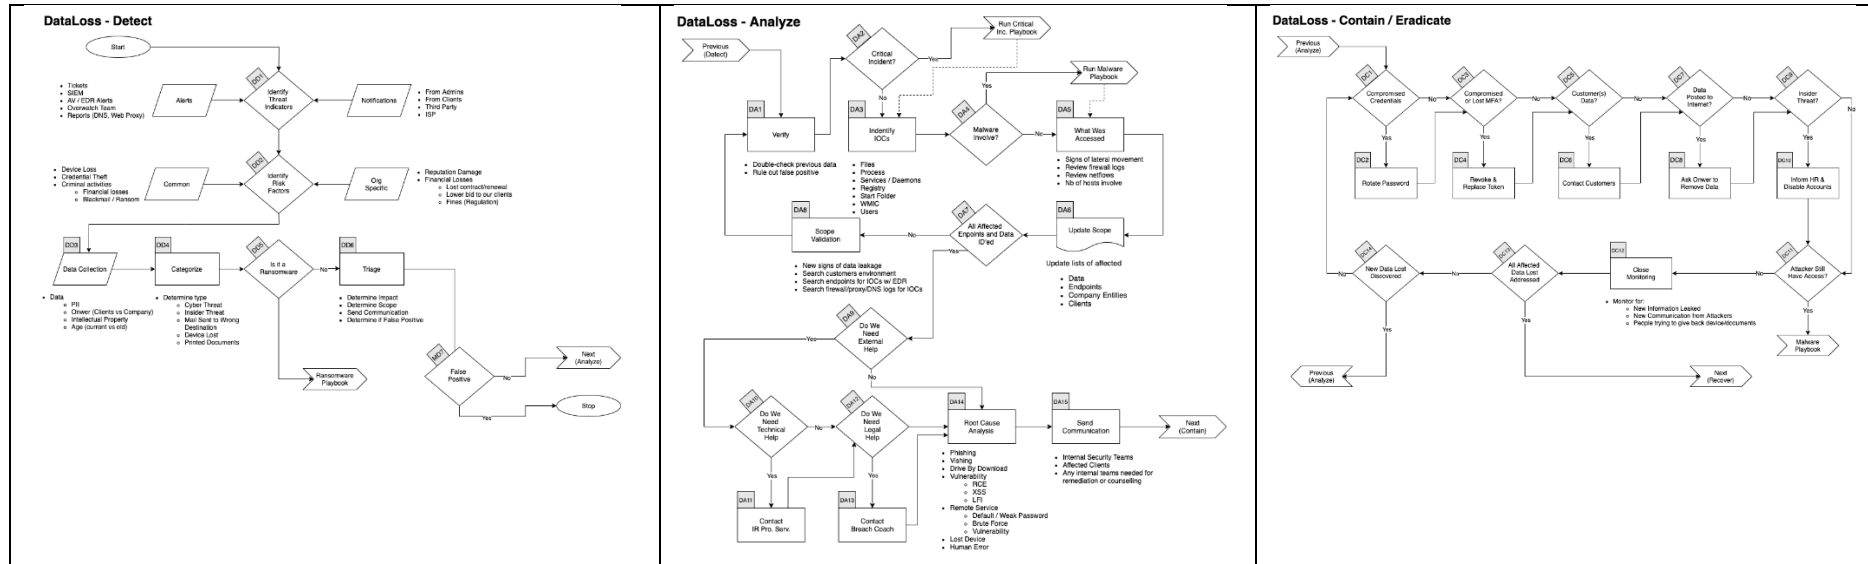 DataLoss - Detect
Start
DD1
Identify
Threat
Indicators
Alerts
Notifications
• Tickets
• SIEM
• AV / EDR Alerts
• Overwatch Team
• Reports (DNS, Web Proxy)
• From Admins
• From Clients
• Third Party
• ISP
DD2
Identify
Risk
Factors
Common
Org
Specific
• Device Loss
• Credential Theft
• Criminal activities
○ Financial losses
○ Blackmail / Ransom
• Reputation Damage
• Financial Losses
○ Lost contract/renewal
○ Lower bid to our clients
○ Fines (Regulation)
DD3
Data Collection
DD4
Categorize
DD5
Is it a
Ransomware
No
DD6
Triage
• Data
○ PII
○ Onwer (Clients vs Company)
○ Intellectual Property
○ Age (current vs old)
• Determine type
○ Cyber Threat
○ Insider Threat
○ Mail Sent to Wrong
Destination
○ Device Lost
○ Printed Documents
• Determine Impact
• Determine Scope
• Send Communication
• Determine if False Positive
MD7
False
Positive
No
Next
(Analyze)
Ransomware
Playbook
Yes
Stop
DataLoss - Analyze
Previous
(Detect)
DA2
Critical
Incident?
Yes
Run Critical
Inc. Playbook
Run Malware
Playbook
No
Yes
DA1
Verify
DA3
Indentify
IOCs
DA4
Malware
Involve?
No
DA5
What Was
Accessed
• Double-check previous data
• Rule out false positive
• Files
• Process
• Services / Daemons
• Registry
• Start Folder
• WMIC
• Users
• Signs of lateral movement
• Review firewall logs
• Review netflows
• Nb of hosts involve
DA8
Scope
Validation
No
DA7
All Affected
Enpoints and Data
ID'ed
Yes
DA6
Update Scope
• New signs of data leakage
• Search customers environment
• Search endpoints for IOCs w/ EDR
• Search firewall/proxy/DNS logs for IOCs
Update lists of affected
• Data
• Endpoints
• Company Entities
• Clients
DA9
Do We
Need
External
Help
Yes
No
DA10
Do We
Need
Technical
Help
No
DA12
Do We
Need
Legal
Help
DA14
Root Cause
Analysis
DA15
Send
Communication
Next
(Contain)
Yes
Yes
DA11
Contact
IR Pro. Serv.
DA13
Contact
Breach Coach
• Phishing
• Vishing
• Drive By Download
• Vulnerability
○ RCE
○ XSS
○ LFI
• Remote Service
○ Default / Weak Password
○ Brute Force
○ Vulnerability
• Lost Device
• Human Error
• Internal Security Teams
• Affected Clients
• Any internal teams needed for
remediation or counselling
DataLoss - Contain / Eradicate
Previous
(Analyze)
DC1
Compromised
Credentials
No
DC3
Compromised
or Lost MFA?
No
DC5
Customer(s)
Data?
No
DC7
Data
Posted to
Internet?
No
DC9
Insider
Threat?
No
Yes
Yes
Yes
Yes
Yes
DC2
Rotate Password
DC4
Revoke &
Replace Token
DC6
Contact Customers
DC8
Ask Onwer to
Remove Data
DC10
Inform HR &
Disable Accounts
DC14
New Data Lost
Discovered
No
No
DC13
All Affected
Data Lost
Addressed
No
DC12
Close
Monitoring
No
DC11
Attacker Still
Have Access?
• Monitor for:
○ New Information Leaked
○ New Communication from Attackers
○ People trying to give back device/documents
Yes
Yes
Yes
Malware
Playbook
Previous
(Analyze)
Next
(Recover)